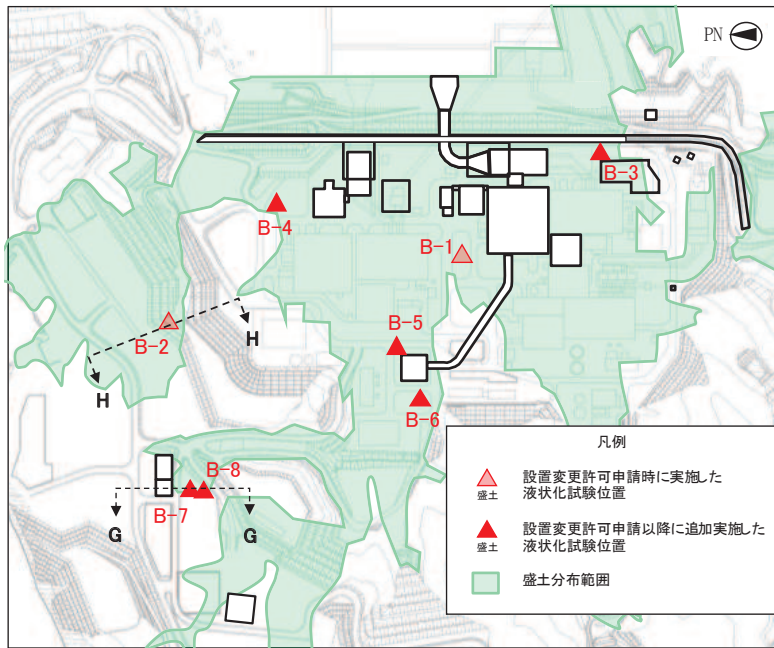 PN
B-3
B-4
B-1
B-2
H
H
B-5
B-6
B-8
B-7
G
G
凡例
盛土
設置変更許可申請時に実施した
液状化試験位置
盛土
設置変更許可申請以降に追加実施した
液状化試験位置
盛土分布範囲